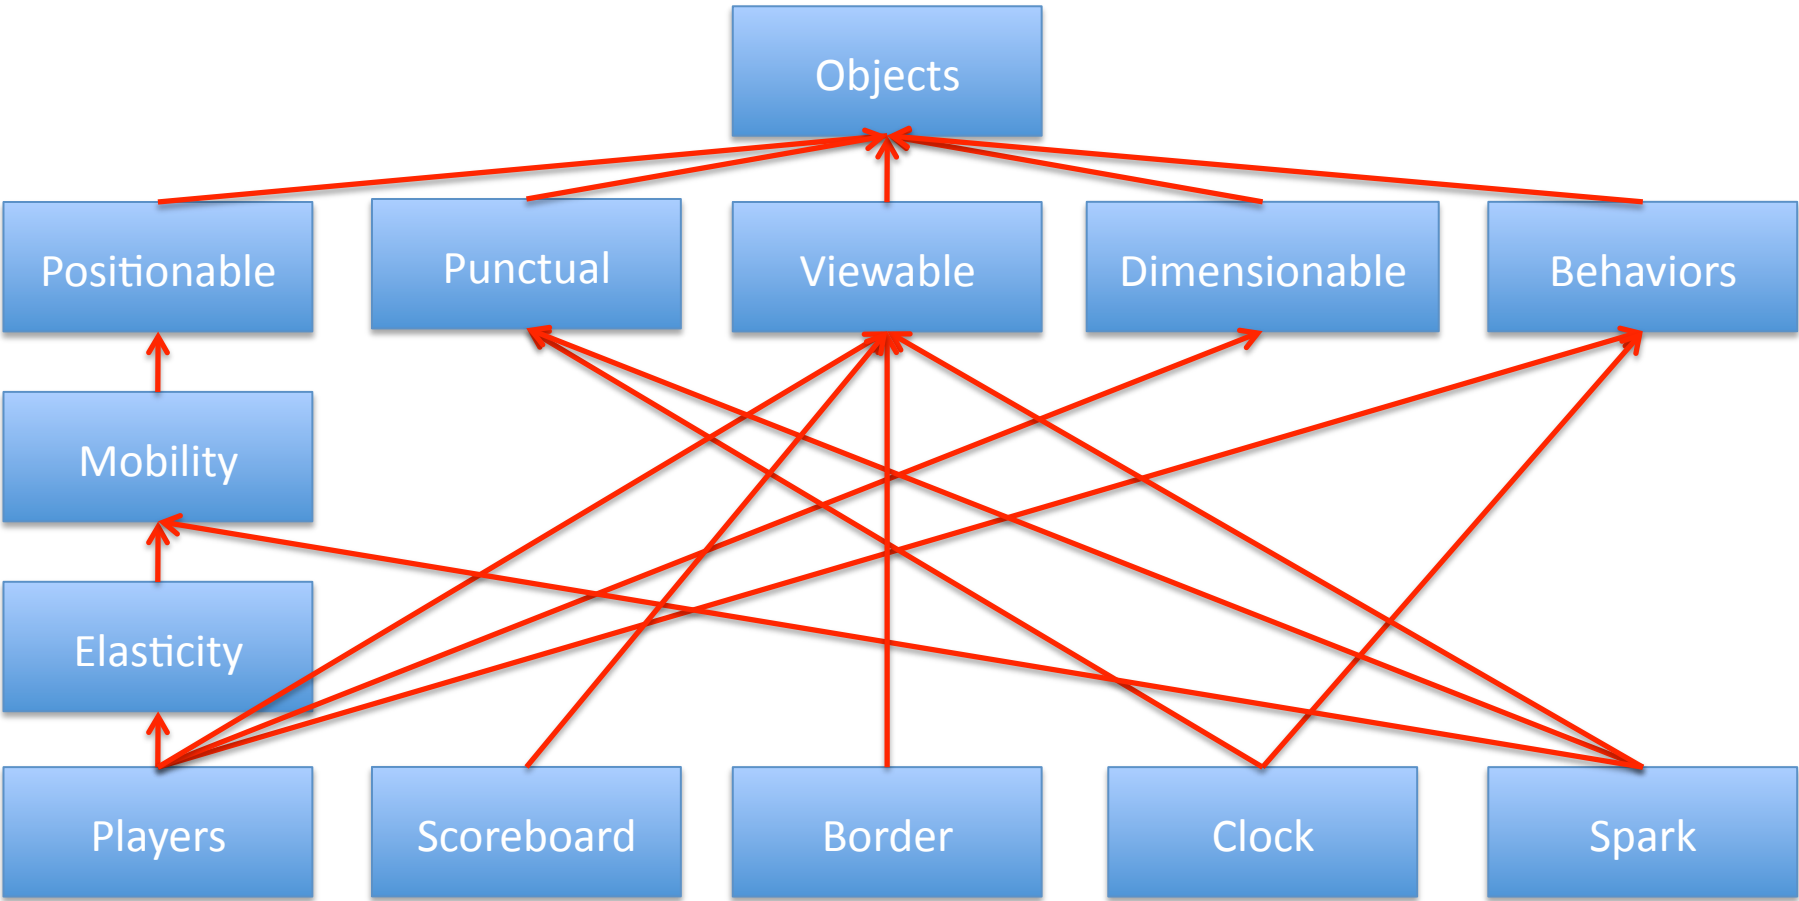 Objects
Positionable
Punctual
Viewable
Dimensionable
Behaviors
Mobility
Elasticity
Players
Scoreboard
Border
Clock
Spark